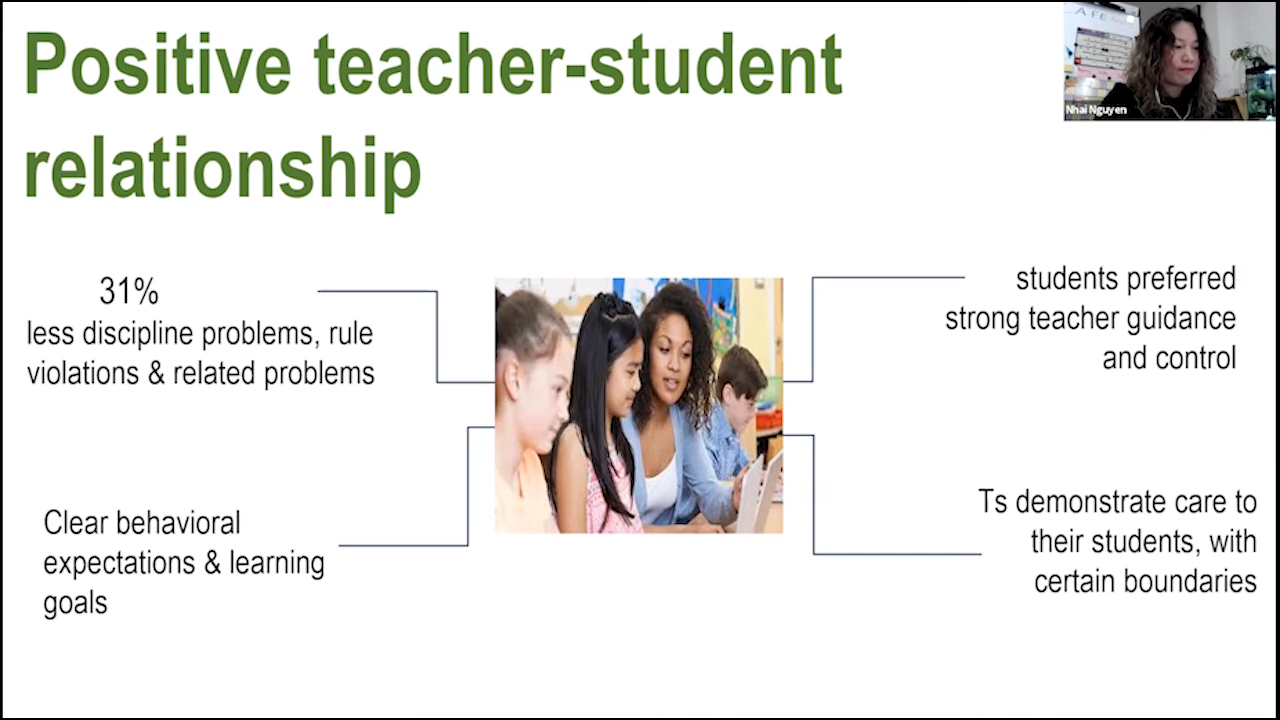 Positive teacher-student
relationship
Nhai Nguyen
31%
less discipline problems, rule
violations & related problems
students preferred
strong teacher guidance
and control
Clear behavioral
expectations & learning
goals
Ts demonstrate care to
their students, with
certain boundaries